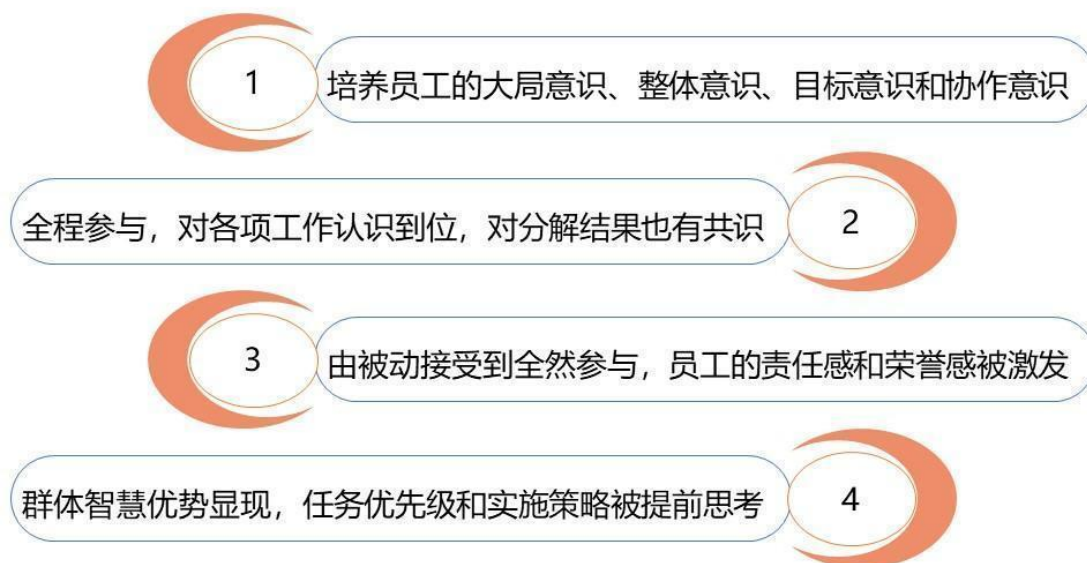 1
培养员工的大局意识、整体意识、目标意识和协作意识
全程参与，对各项工作认识到位，对分解结果也有共识
2
3
由被动接受到全然参与，员工的责任感和荣誉感被激发
群体智慧优势显现，任务优先级和实施策略被提前思考
4